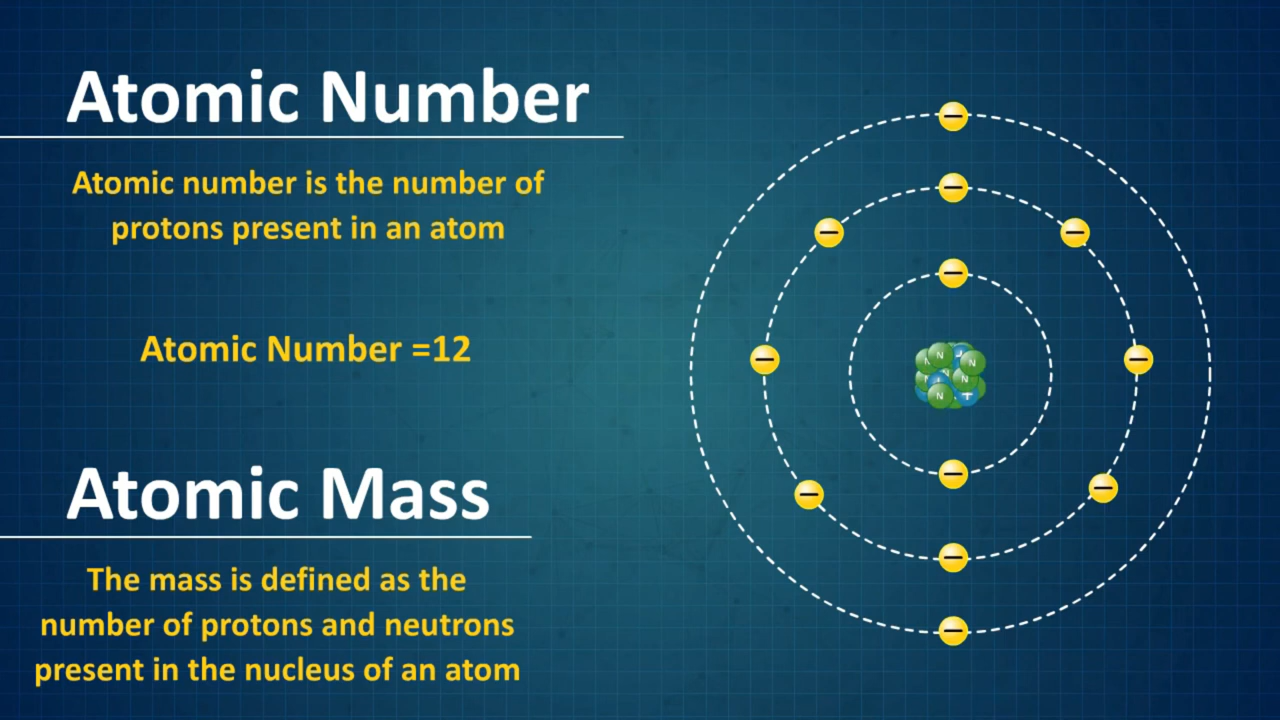 Atomic Number
Atomic number is the number of
protons present in an atom
Atomic Number =12
Atomic Mass
The mass is defined as the
number of protons and neutrons
present in the nucleus of an atom
N
N
N
N
N
N